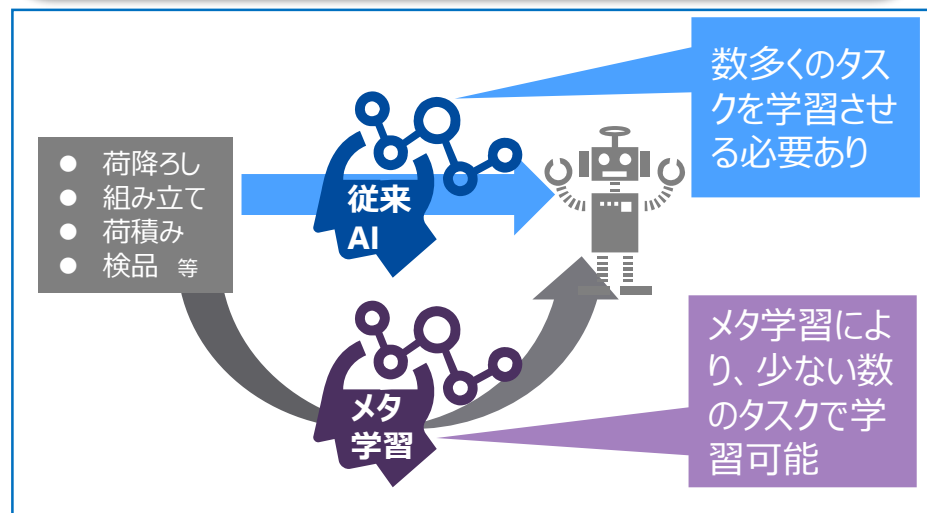 数多くのタス
クを学習させ
る必要あり
● 荷降ろし
● 組み立て
● 荷積み
● 検品 等
従来
AI
メタ学習によ
り、少ない数
のタスクで学
習可能
メタ
学習